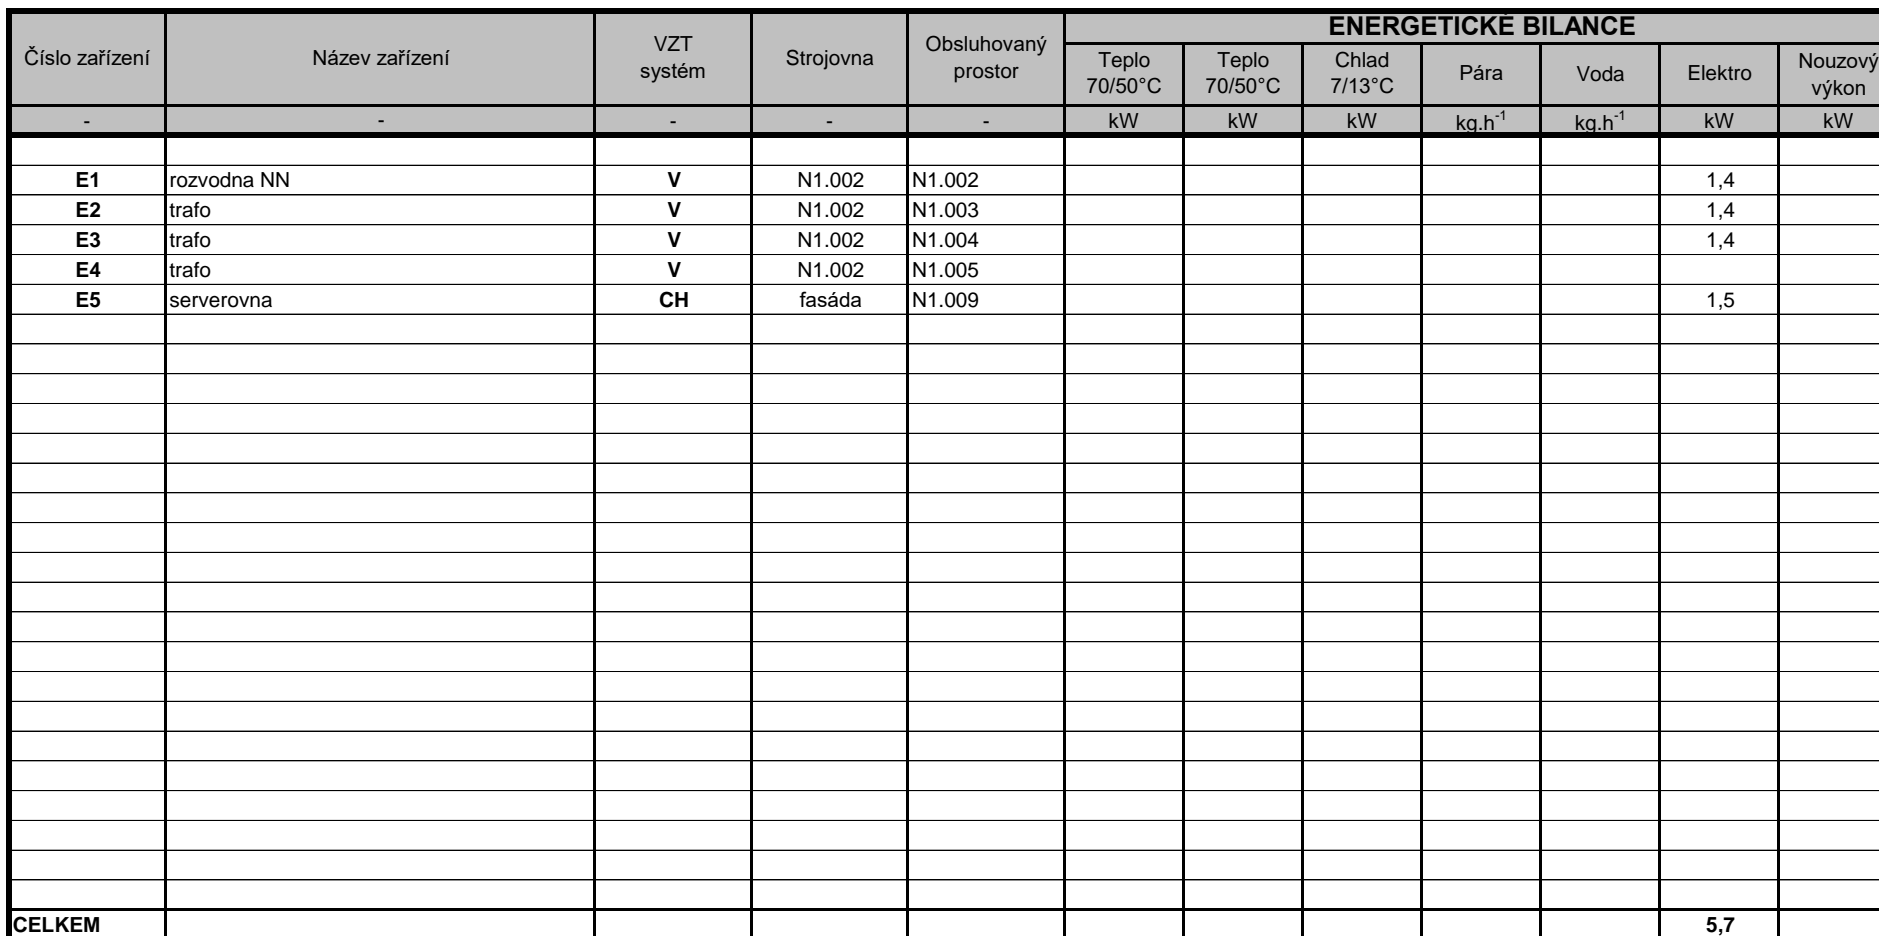 ENERGETICKÉ BILANCE
Číslo zařízení Název zařízení VZT systém Strojovna Obsluhovaný prostor Teplo 70/50°C Teplo 70/50°C Chlad 7/13°C Pára Voda Elektro Nouzový výkon
- - - - - kW kW kW kg.h-1 kg.h-1 kW kW
E1 rozvodna NN V N1.002 N1.002 1,4
E2 trafo V N1.002 N1.003 1,4
E3 trafo V N1.002 N1.004 1,4
E4 trafo V N1.002 N1.005
E5 serverovna CH fasáda N1.009 1,5
CELKEM 5,7